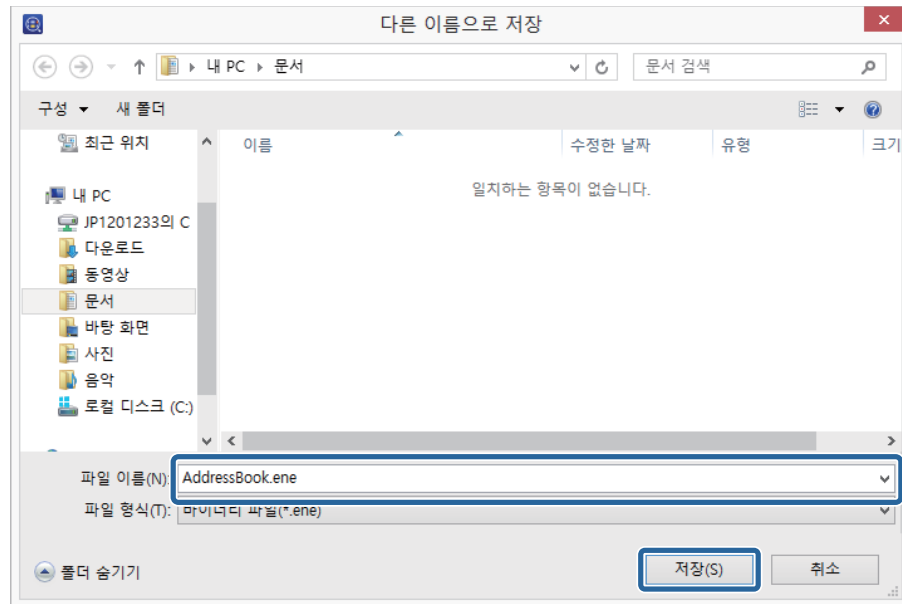 다른 이름으로 저장
내 PC 문서
문서 검색
구성 새 폴더
이름 수정한 날짜 유형 크기
일치하는 항목이 없습니다.
최근 위치
내 PC
JP1201233의 C
다운로드
동영상
문서
바탕 화면
사진
음악
로컬 디스크 (C:)
파일 이름(N): AddressBook.ene
파일 형식(T): 바이너리 파일(*.ene)
폴더 숨기기
저장(S) 취소